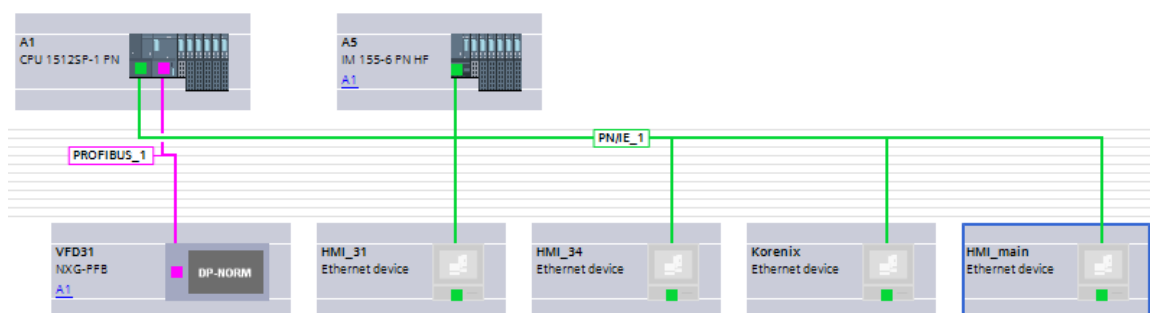 A1
CPU 1512SP-1 PN
A5
IM 155-6 PN HF
A1
PN/IE_1
PROFIBUS_1
VFD31
NXG-PFB
A1
DP-NORM
HMI_31
Ethernet device
HMI_34
Ethernet device
Korenix
Ethernet device
HMI_main
Ethernet device